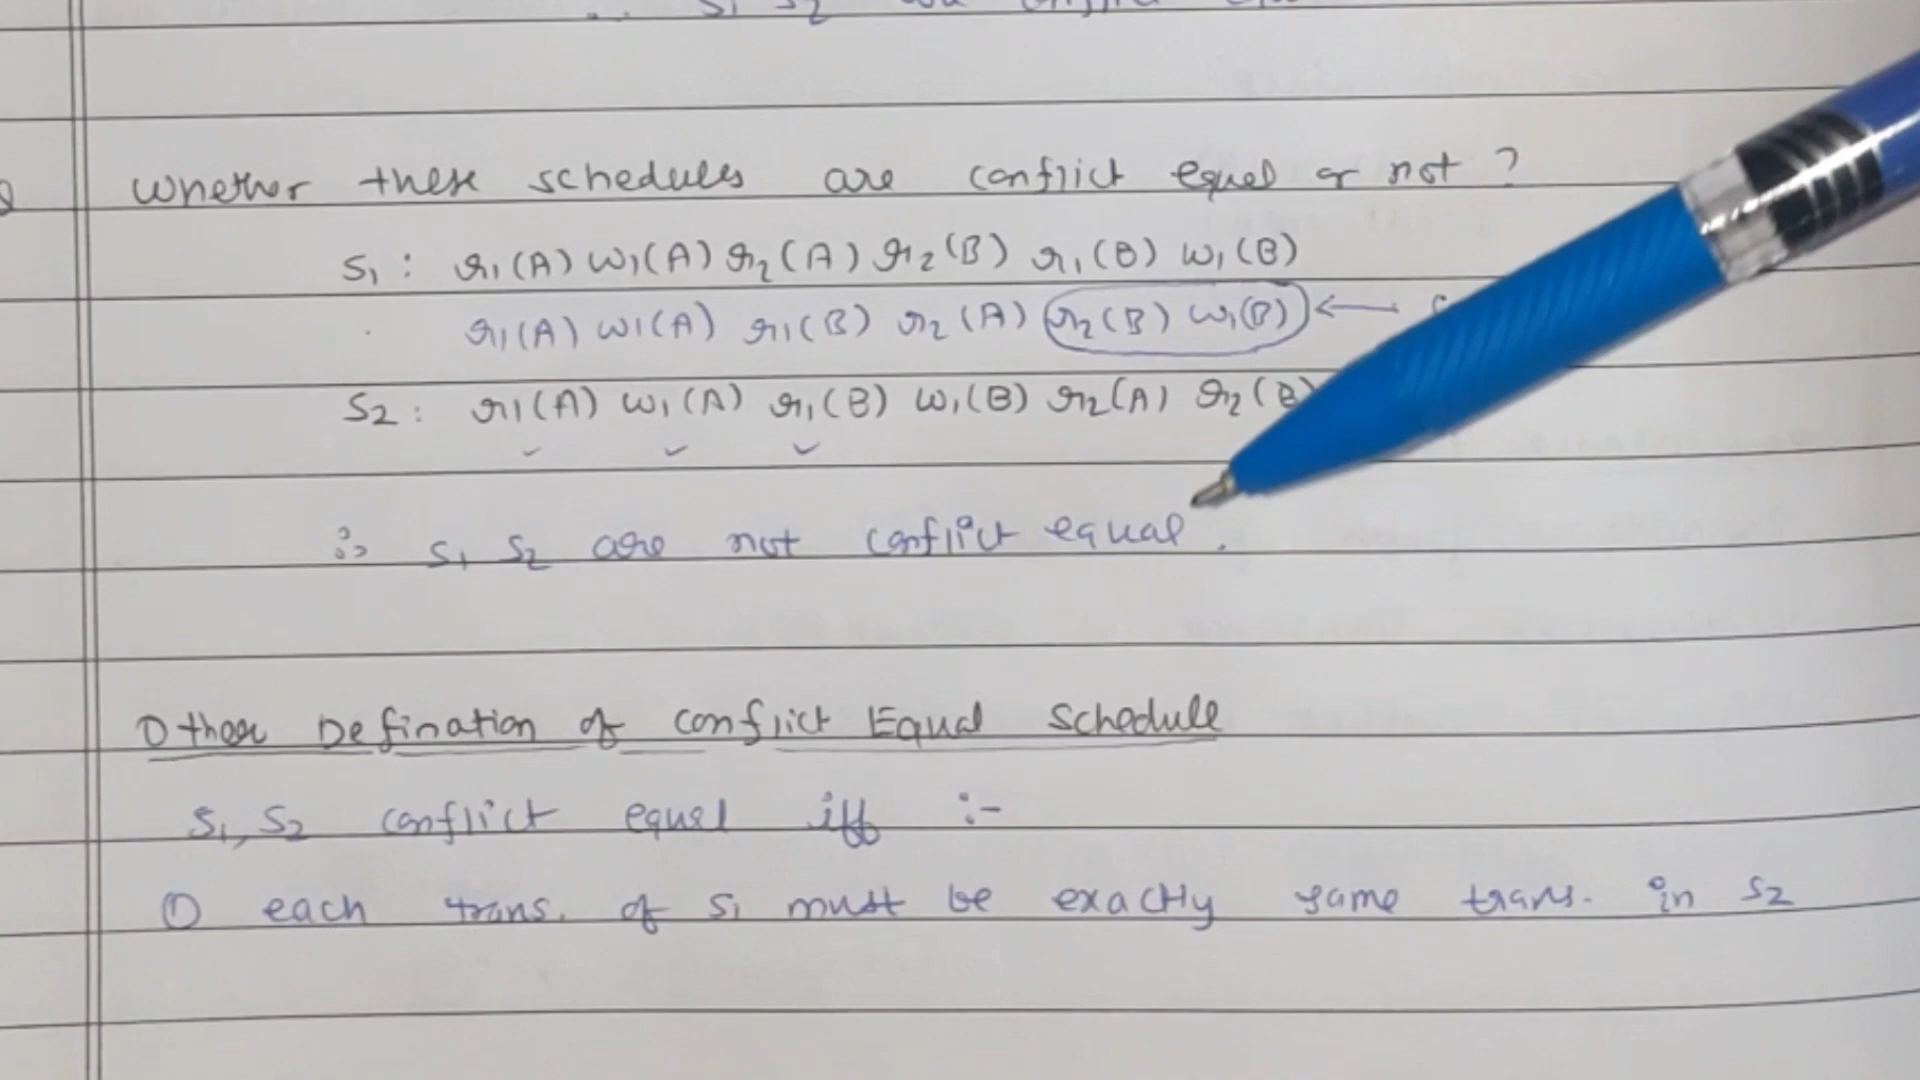 S1 S2
Whether these schedules are conflict equal or not ?
S1 : r1(A) w1(A) r2(A) r2(B) r1(B) w1(B)
r1(A) w1(A) r1(B) r2(A) r2(B) w1(B) ←
S2 : r1(A) w1(A) r1(B) w1(B) r2(A) r2(B)
∴ S1 S2 are not conflict equal .
Other Defination of conflict Equal Schedule
S1, S2 conflict equal iff :-
① each trans. of S1 must be exactly same trans. in S2